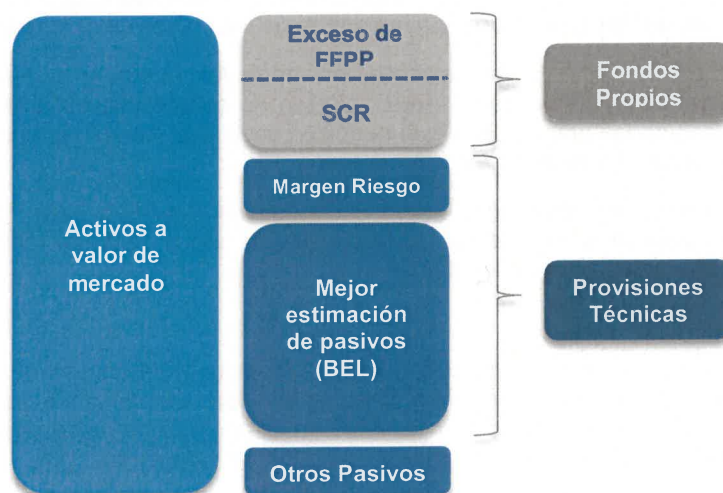 Activos a
valor de
mercado
Exceso de
FFPP
SCR
Margen Riesgo
Mejor
estimación
de pasivos
(BEL)
Otros Pasivos
Fondos
Propios
Provisiones
Técnicas